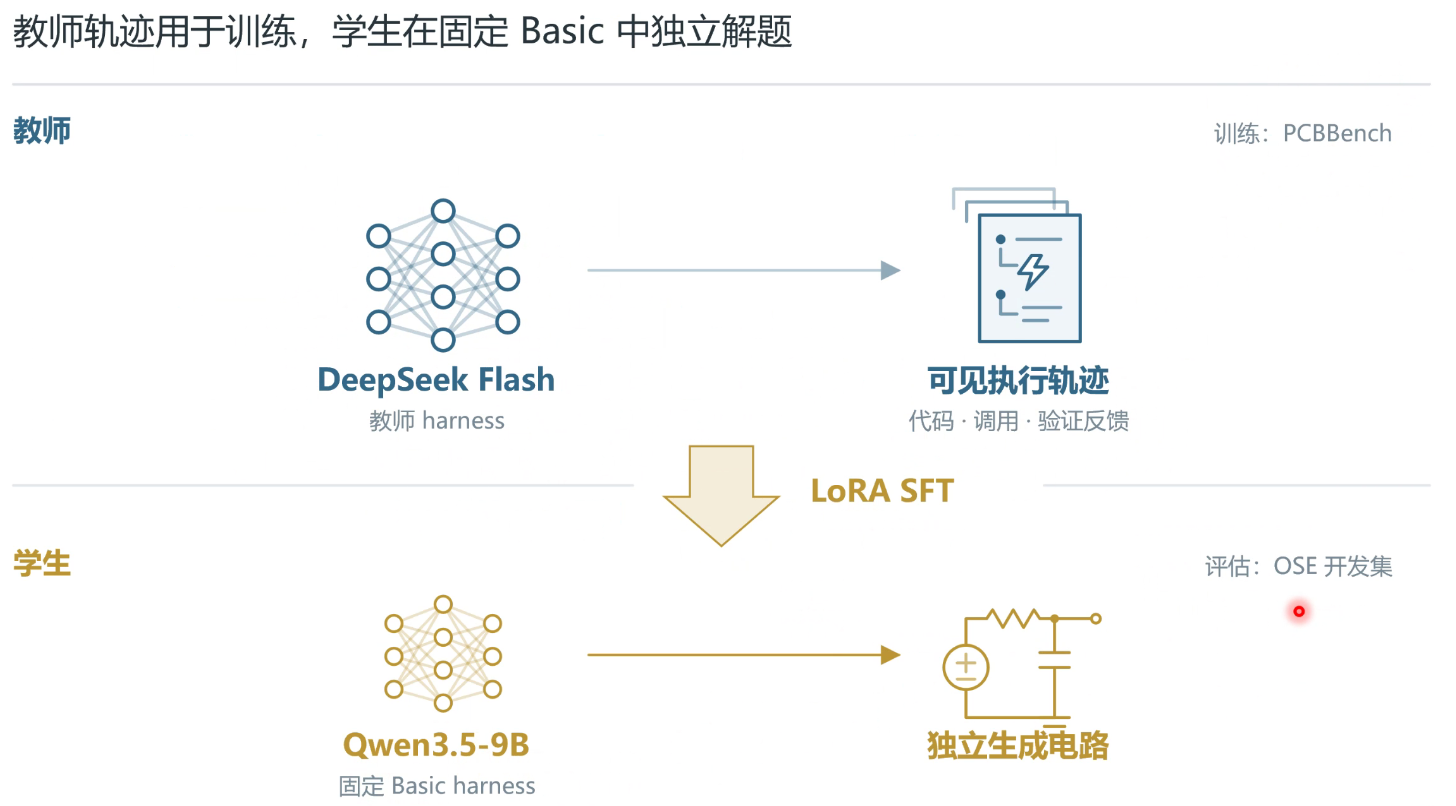 教师轨迹用于训练，学生在固定 Basic 中独立解题
教师
训练：PCBBench
DeepSeek Flash
教师 harness
可见执行轨迹
代码 · 调用 · 验证反馈
LoRA SFT
学生
评估：OSE 开发集
Qwen3.5-9B
固定 Basic harness
独立生成电路